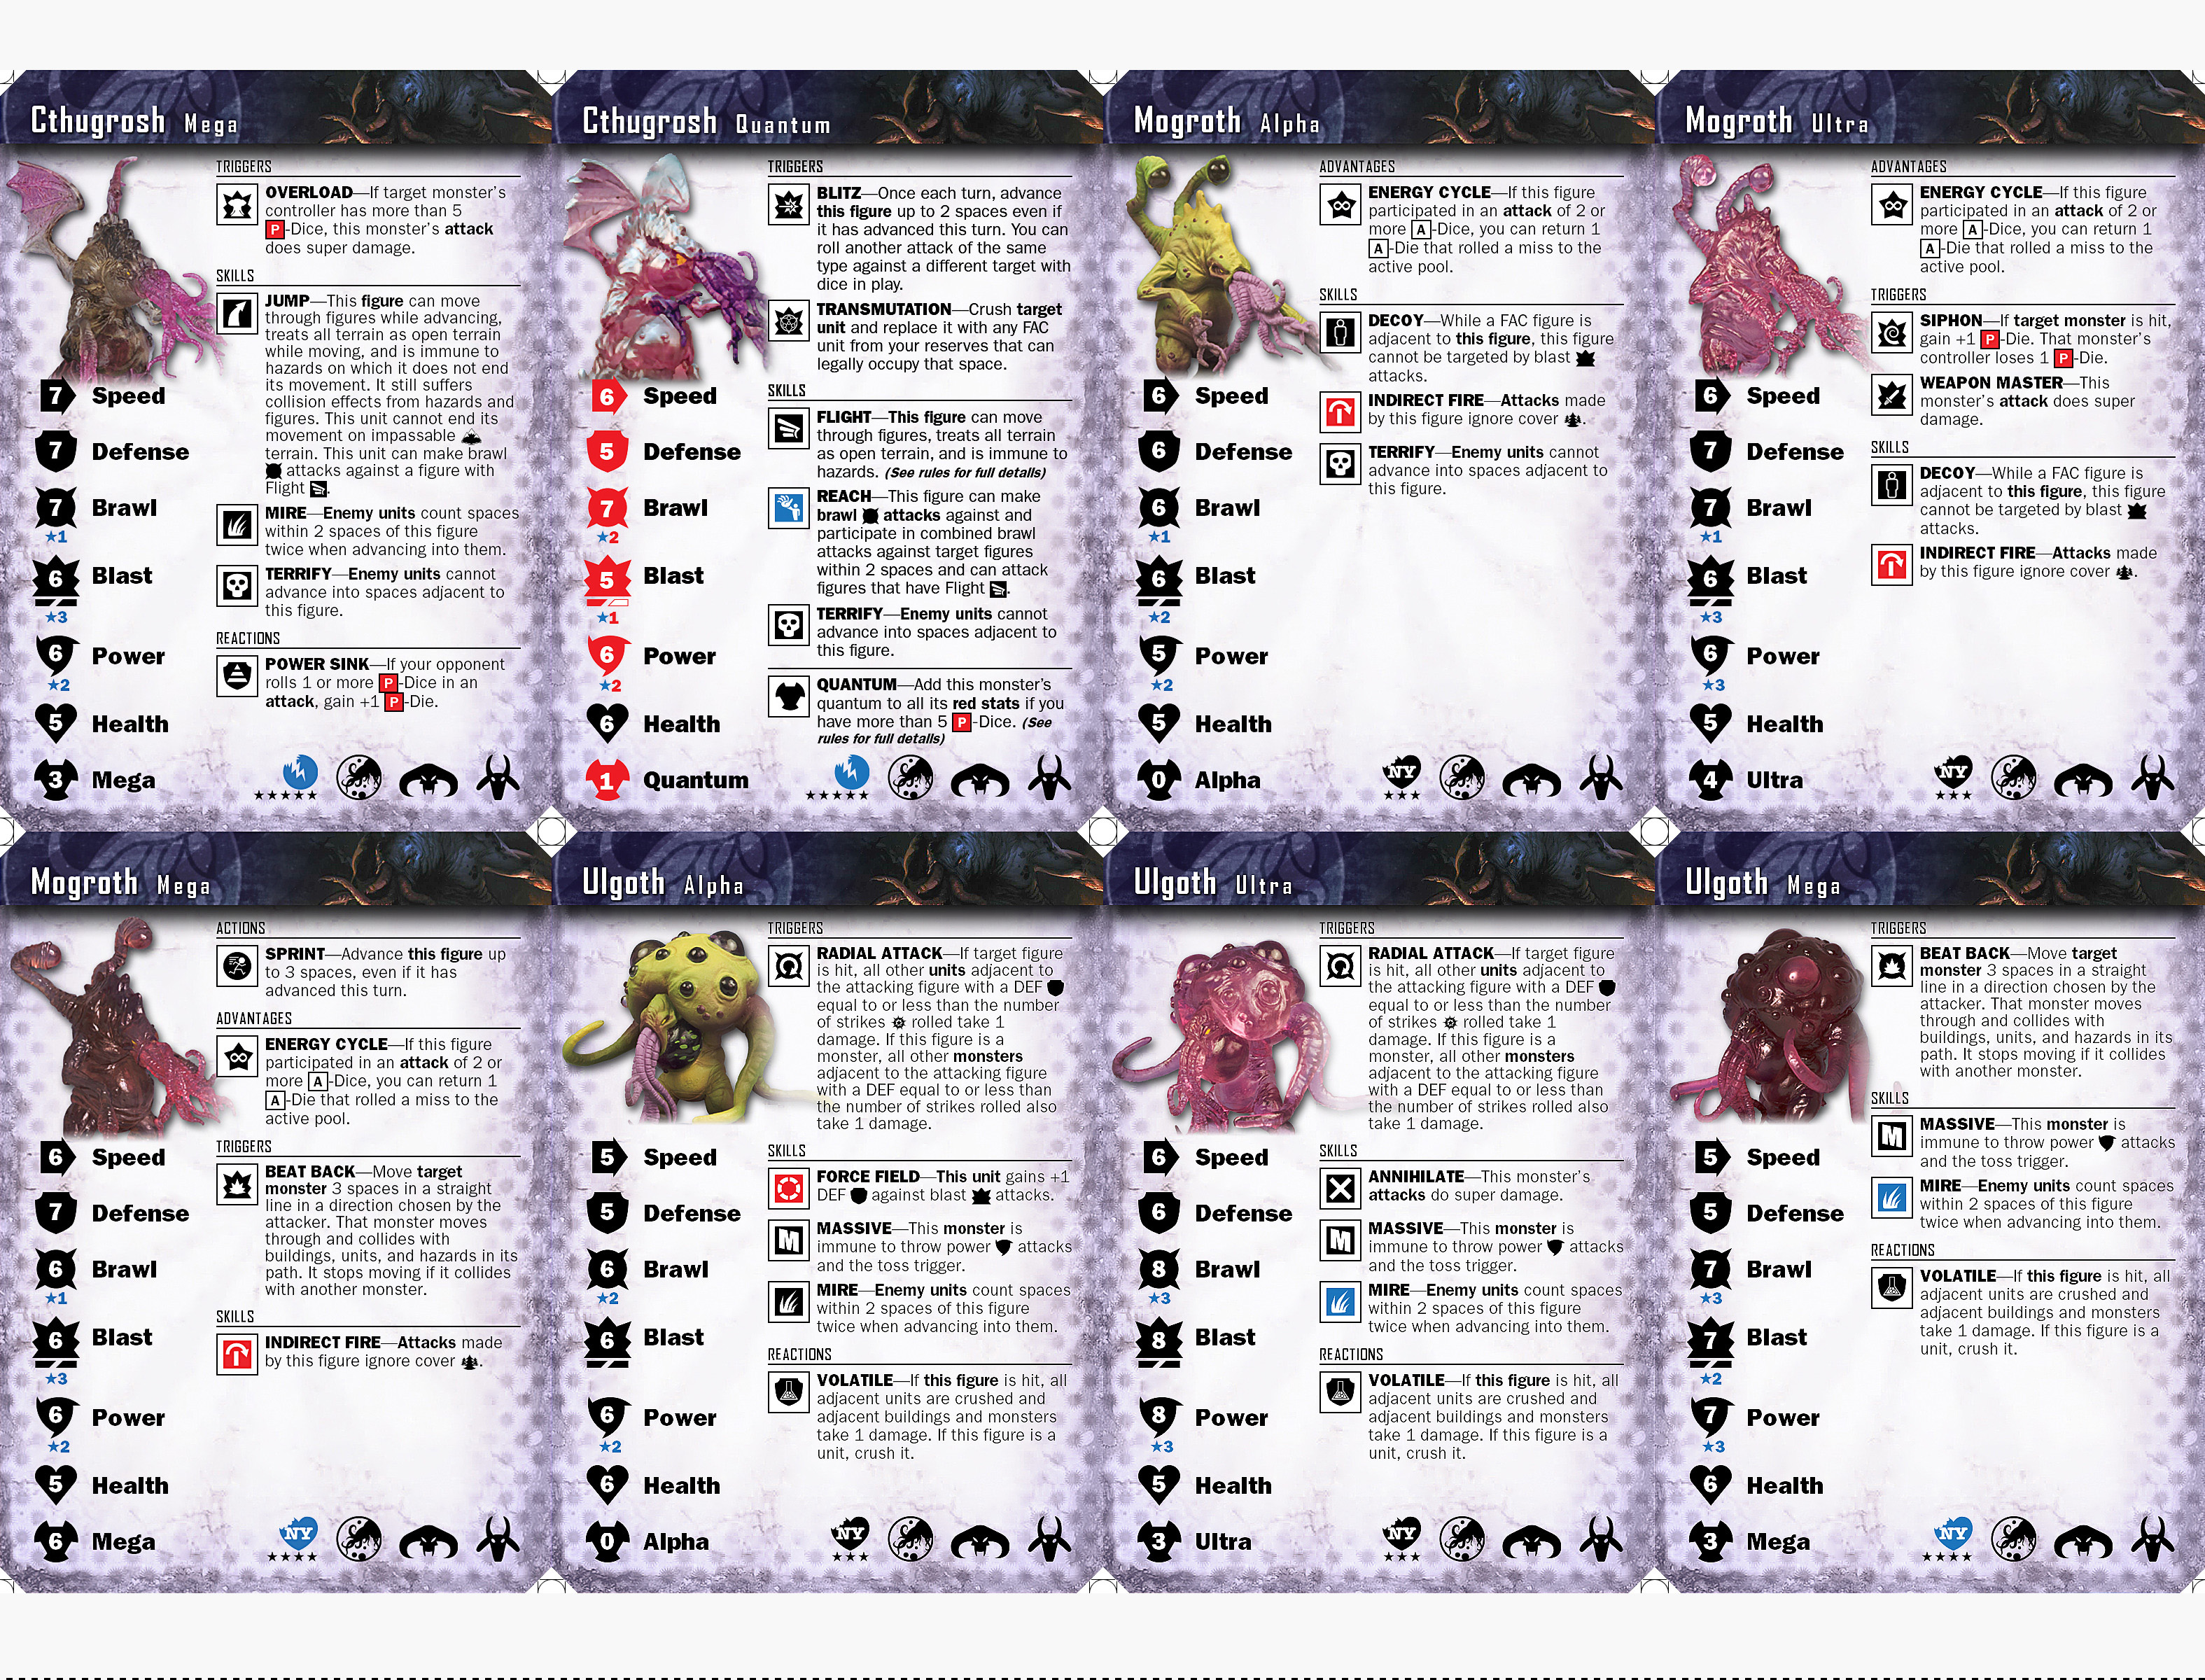 Cthugrosh Mega
TRIGGERS
OVERLOAD—If target monster's
controller has more than 5
P-Dice, this monster's attack
does super damage.
SKILLS
JUMP—This figure can move
through figures while advancing,
treats all terrain as open terrain
while moving, and is immune to
hazards on which it does not end
its movement. It still suffers
collision effects from hazards and
figures. This unit cannot end its
movement on impassable
terrain. This unit can make brawl
attacks against a figure with
Flight .
MIRE—Enemy units count spaces
within 2 spaces of this figure
twice when advancing into them.
TERRIFY—Enemy units cannot
advance into spaces adjacent to
this figure.
REACTIONS
POWER SINK—If your opponent
rolls 1 or more P-Dice in an
attack, gain +1 P-Die.
7 Speed
7 Defense
7 Brawl
★1
6 Blast
★3
6 Power
★2
5 Health
3 Mega
★★★★★
Cthugrosh Quantum
TRIGGERS
BLITZ—Once each turn, advance
this figure up to 2 spaces even if
it has advanced this turn. You can
roll another attack of the same
type against a different target with
dice in play.
TRANSMUTATION—Crush target
unit and replace it with any FAC
unit from your reserves that can
legally occupy that space.
SKILLS
FLIGHT—This figure can move
through figures, treats all terrain
as open terrain, and is immune to
hazards. (See rules for full details)
REACH—This figure can make
brawl attacks against and
participate in combined brawl
attacks against target figures
within 2 spaces and can attack
figures that have Flight .
TERRIFY—Enemy units cannot
advance into spaces adjacent to
this figure.
QUANTUM—Add this monster's
quantum to all its red stats if you
have more than 5 P-Dice. (See
rules for full details)
6 Speed
5 Defense
7 Brawl
★2
5 Blast
★1
6 Power
★2
6 Health
1 Quantum
★★★★★
Mogroth Alpha
ADVANTAGES
ENERGY CYCLE—If this figure
participated in an attack of 2 or
more A-Dice, you can return 1
A-Die that rolled a miss to the
active pool.
SKILLS
DECOY—While a FAC figure is
adjacent to this figure, this figure
cannot be targeted by blast
attacks.
INDIRECT FIRE—Attacks made
by this figure ignore cover .
TERRIFY—Enemy units cannot
advance into spaces adjacent to
this figure.
6 Speed
6 Defense
6 Brawl
★1
6 Blast
★2
5 Power
★2
5 Health
0 Alpha
NY
★★★
Mogroth Ultra
ADVANTAGES
ENERGY CYCLE—If this figure
participated in an attack of 2 or
more A-Dice, you can return 1
A-Die that rolled a miss to the
active pool.
TRIGGERS
SIPHON—If target monster is hit,
gain +1 P-Die. That monster's
controller loses 1 P-Die.
WEAPON MASTER—This
monster's attack does super
damage.
SKILLS
DECOY—While a FAC figure is
adjacent to this figure, this figure
cannot be targeted by blast
attacks.
INDIRECT FIRE—Attacks made
by this figure ignore cover .
6 Speed
7 Defense
7 Brawl
★1
6 Blast
★3
6 Power
★3
5 Health
4 Ultra
NY
★★★
Mogroth Mega
ACTIONS
SPRINT—Advance this figure up
to 3 spaces, even if it has
advanced this turn.
ADVANTAGES
ENERGY CYCLE—If this figure
participated in an attack of 2 or
more A-Dice, you can return 1
A-Die that rolled a miss to the
active pool.
TRIGGERS
BEAT BACK—Move target
monster 3 spaces in a straight
line in a direction chosen by the
attacker. That monster moves
through and collides with
buildings, units, and hazards in its
path. It stops moving if it collides
with another monster.
SKILLS
INDIRECT FIRE—Attacks made
by this figure ignore cover .
6 Speed
7 Defense
6 Brawl
★1
6 Blast
★3
6 Power
★2
5 Health
6 Mega
NY
★★★★
Ulgoth Alpha
TRIGGERS
RADIAL ATTACK—If target figure
is hit, all other units adjacent to
the attacking figure with a DEF
equal to or less than the number
of strikes rolled take 1
damage. If this figure is a
monster, all other monsters
adjacent to the attacking figure
with a DEF equal to or less than
the number of strikes rolled also
take 1 damage.
SKILLS
FORCE FIELD—This unit gains +1
DEF against blast attacks.
MASSIVE—This monster is
immune to throw power attacks
and the toss trigger.
MIRE—Enemy units count spaces
within 2 spaces of this figure
twice when advancing into them.
REACTIONS
VOLATILE—If this figure is hit, all
adjacent units are crushed and
adjacent buildings and monsters
take 1 damage. If this figure is a
unit, crush it.
5 Speed
5 Defense
6 Brawl
★2
6 Blast
6 Power
★2
6 Health
0 Alpha
NY
★★★
Ulgoth Ultra
TRIGGERS
RADIAL ATTACK—If target figure
is hit, all other units adjacent to
the attacking figure with a DEF
equal to or less than the number
of strikes rolled take 1
damage. If this figure is a
monster, all other monsters
adjacent to the attacking figure
with a DEF equal to or less than
the number of strikes rolled also
take 1 damage.
SKILLS
ANNIHILATE—This monster's
attacks do super damage.
MASSIVE—This monster is
immune to throw power attacks
and the toss trigger.
MIRE—Enemy units count spaces
within 2 spaces of this figure
twice when advancing into them.
REACTIONS
VOLATILE—If this figure is hit, all
adjacent units are crushed and
adjacent buildings and monsters
take 1 damage. If this figure is a
unit, crush it.
6 Speed
6 Defense
8 Brawl
★3
8 Blast
8 Power
★3
5 Health
3 Ultra
NY
★★★
Ulgoth Mega
TRIGGERS
BEAT BACK—Move target
monster 3 spaces in a straight
line in a direction chosen by the
attacker. That monster moves
through and collides with
buildings, units, and hazards in its
path. It stops moving if it collides
with another monster.
SKILLS
M MASSIVE—This monster is
immune to throw power attacks
and the toss trigger.
MIRE—Enemy units count spaces
within 2 spaces of this figure
twice when advancing into them.
REACTIONS
VOLATILE—If this figure is hit, all
adjacent units are crushed and
adjacent buildings and monsters
take 1 damage. If this figure is a
unit, crush it.
5 Speed
5 Defense
7 Brawl
★3
7 Blast
★2
7 Power
★3
6 Health
3 Mega
NY
★★★★